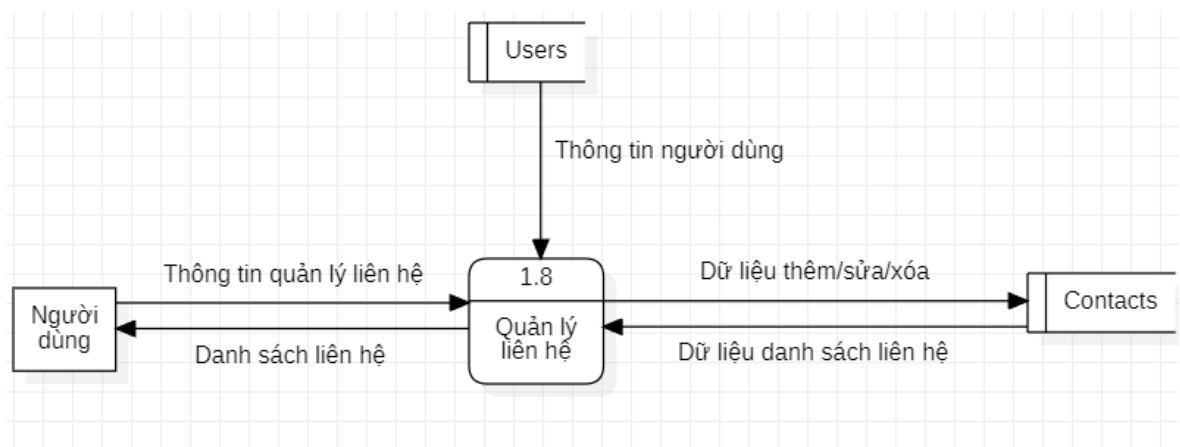 Users
Thông tin người dùng
Thông tin quản lý liên hệ
1.8
Dữ liệu thêm/sửa/xóa
Người
dùng
Quản lý
liên hệ
Contacts
Danh sách liên hệ
Dữ liệu danh sách liên hệ